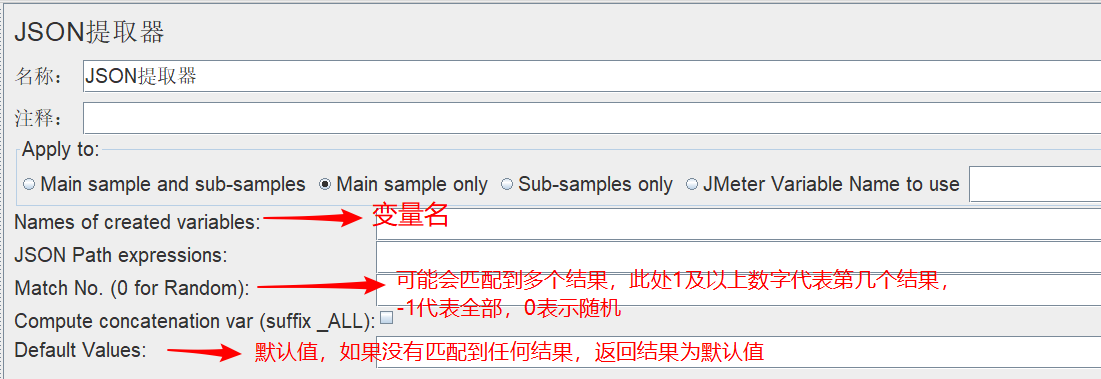 JSON提取器
名称： JSON提取器
注释：
Apply to:
Main sample and sub-samples Main sample only Sub-samples only JMeter Variable Name to use
Names of created variables: 变量名
JSON Path expressions:
Match No. (0 for Random): 可能会匹配到多个结果，此处1及以上数字代表第几个结果，
-1代表全部，0表示随机
Compute concatenation var (suffix _ALL):
Default Values: 默认值，如果没有匹配到任何结果，返回结果为默认值